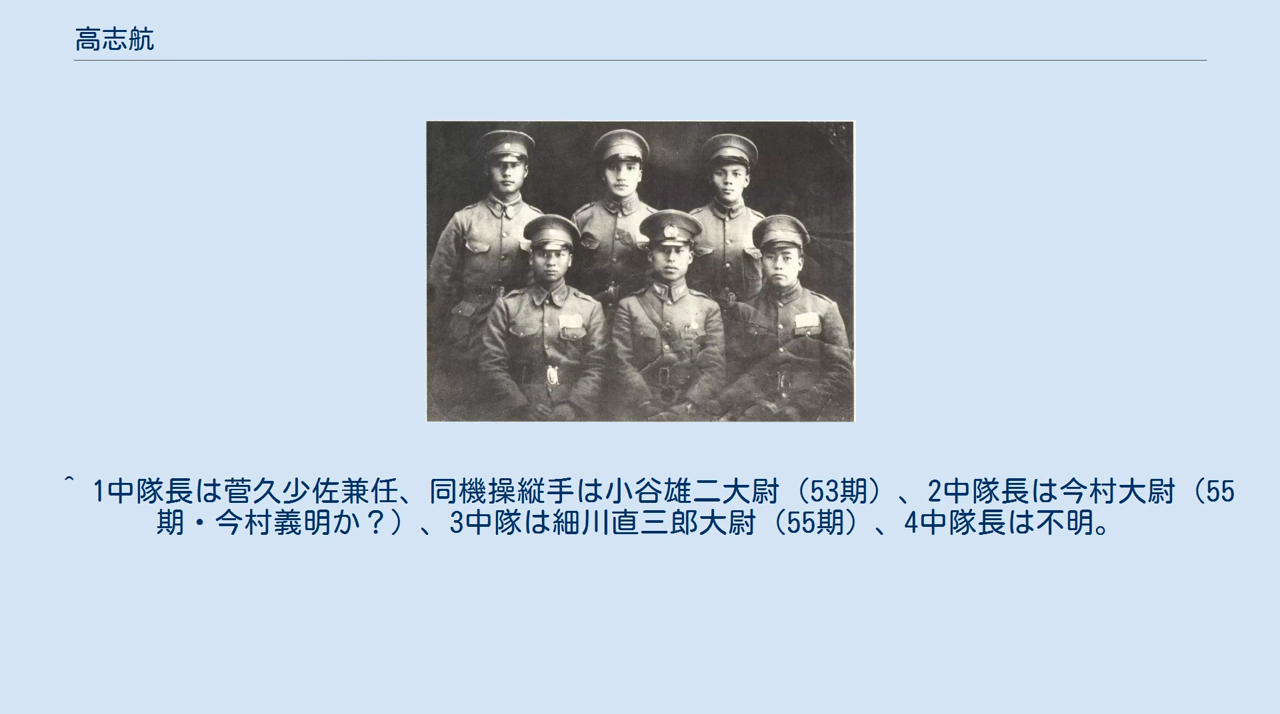 高志航
^ 1中隊長は菅久少佐兼任、同機操縦手は小谷雄二大尉（53期）、2中隊長は今村大尉（55
期・今村義明か？）、3中隊は細川直三郎大尉（55期）、4中隊長は不明。